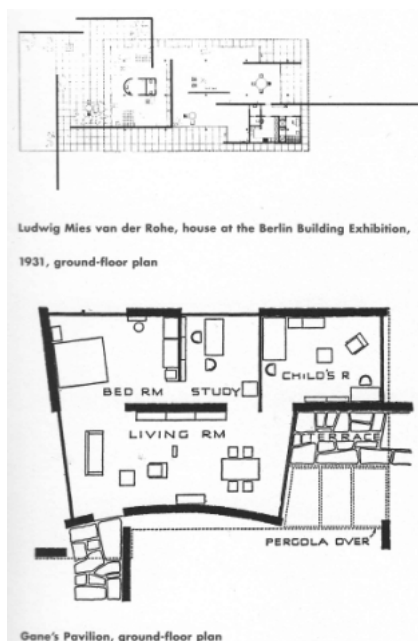 Ludwig Mies van der Rohe, house at the Berlin Building Exhibition,
1931, ground-floor plan
BED RM STUDY CHILD'S R
LIVING RM TERRACE
PERGOLA OVER
Gane's Pavilion, ground-floor plan